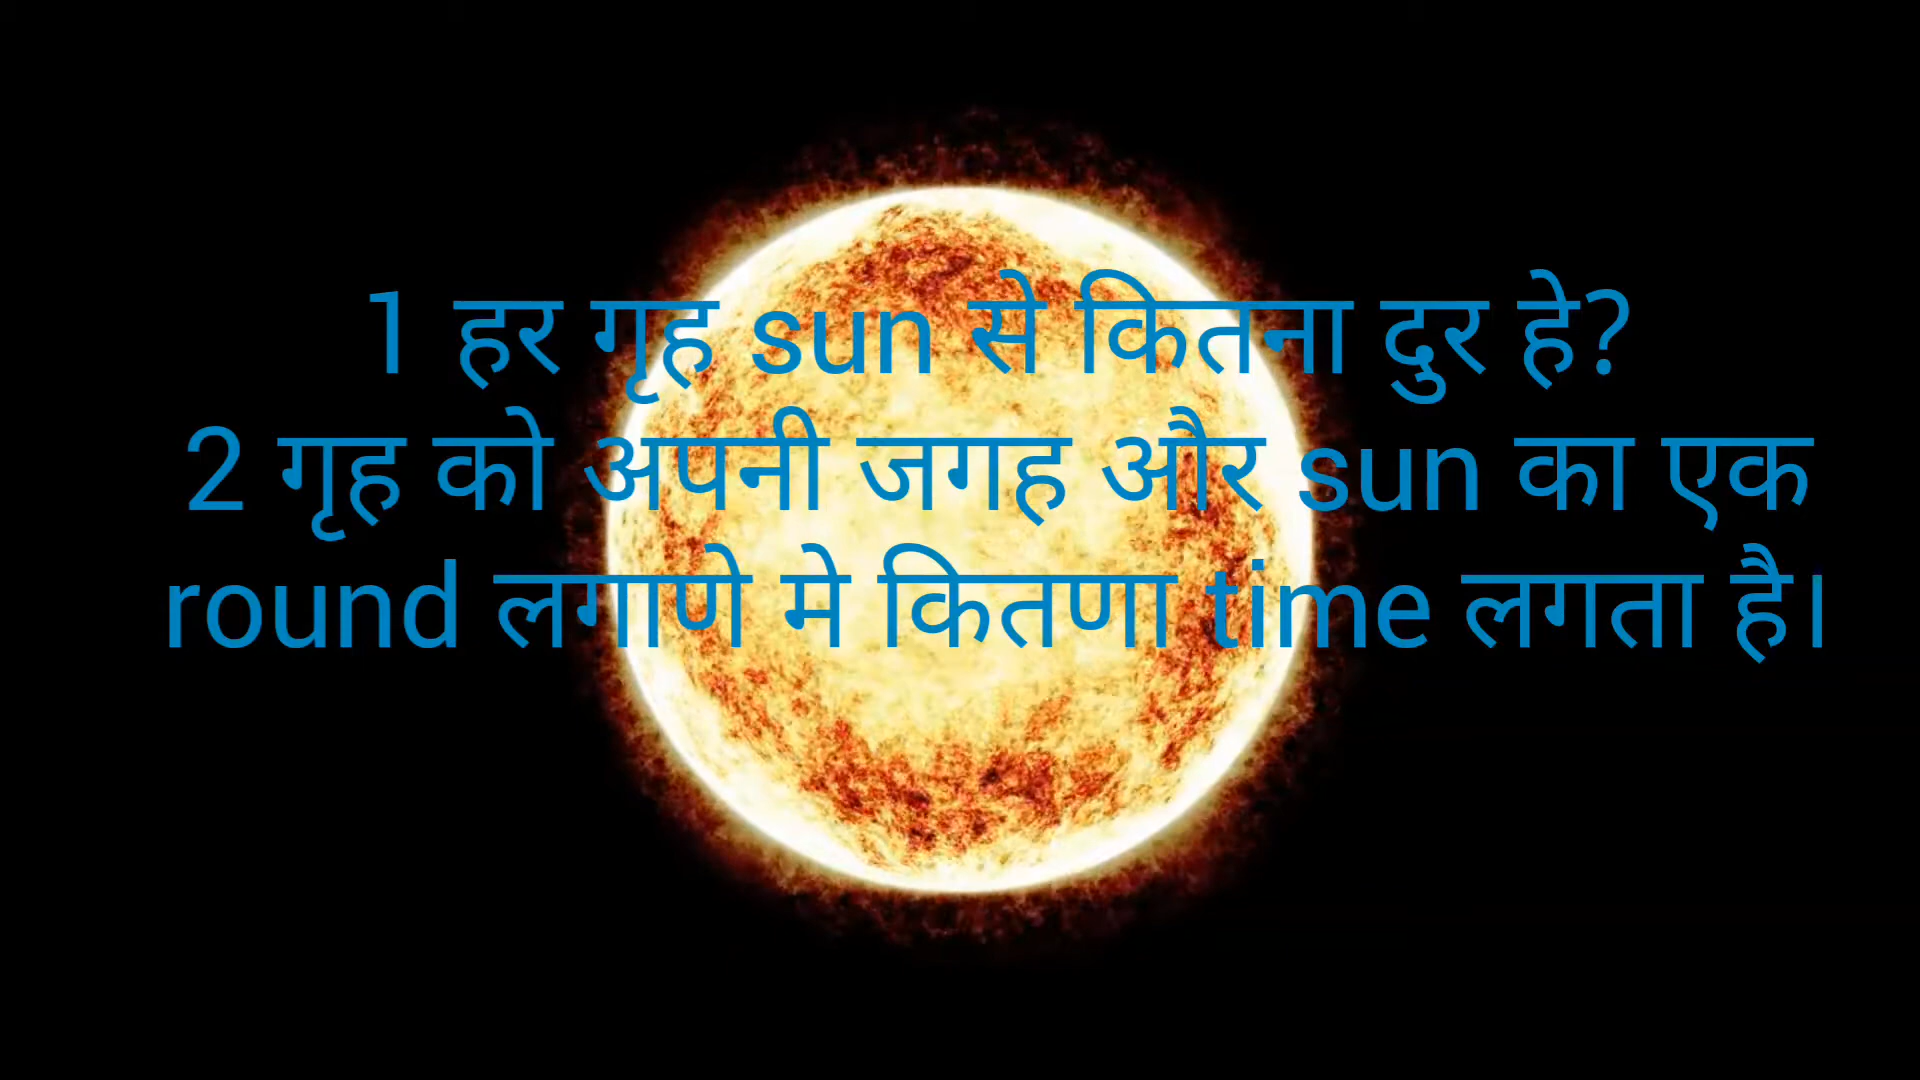 1 हर गृह sun से कितना दुर हे?
2 गृह को अपनी जगह और sun का एक
round लगाणे मे कितणा time लगता है।